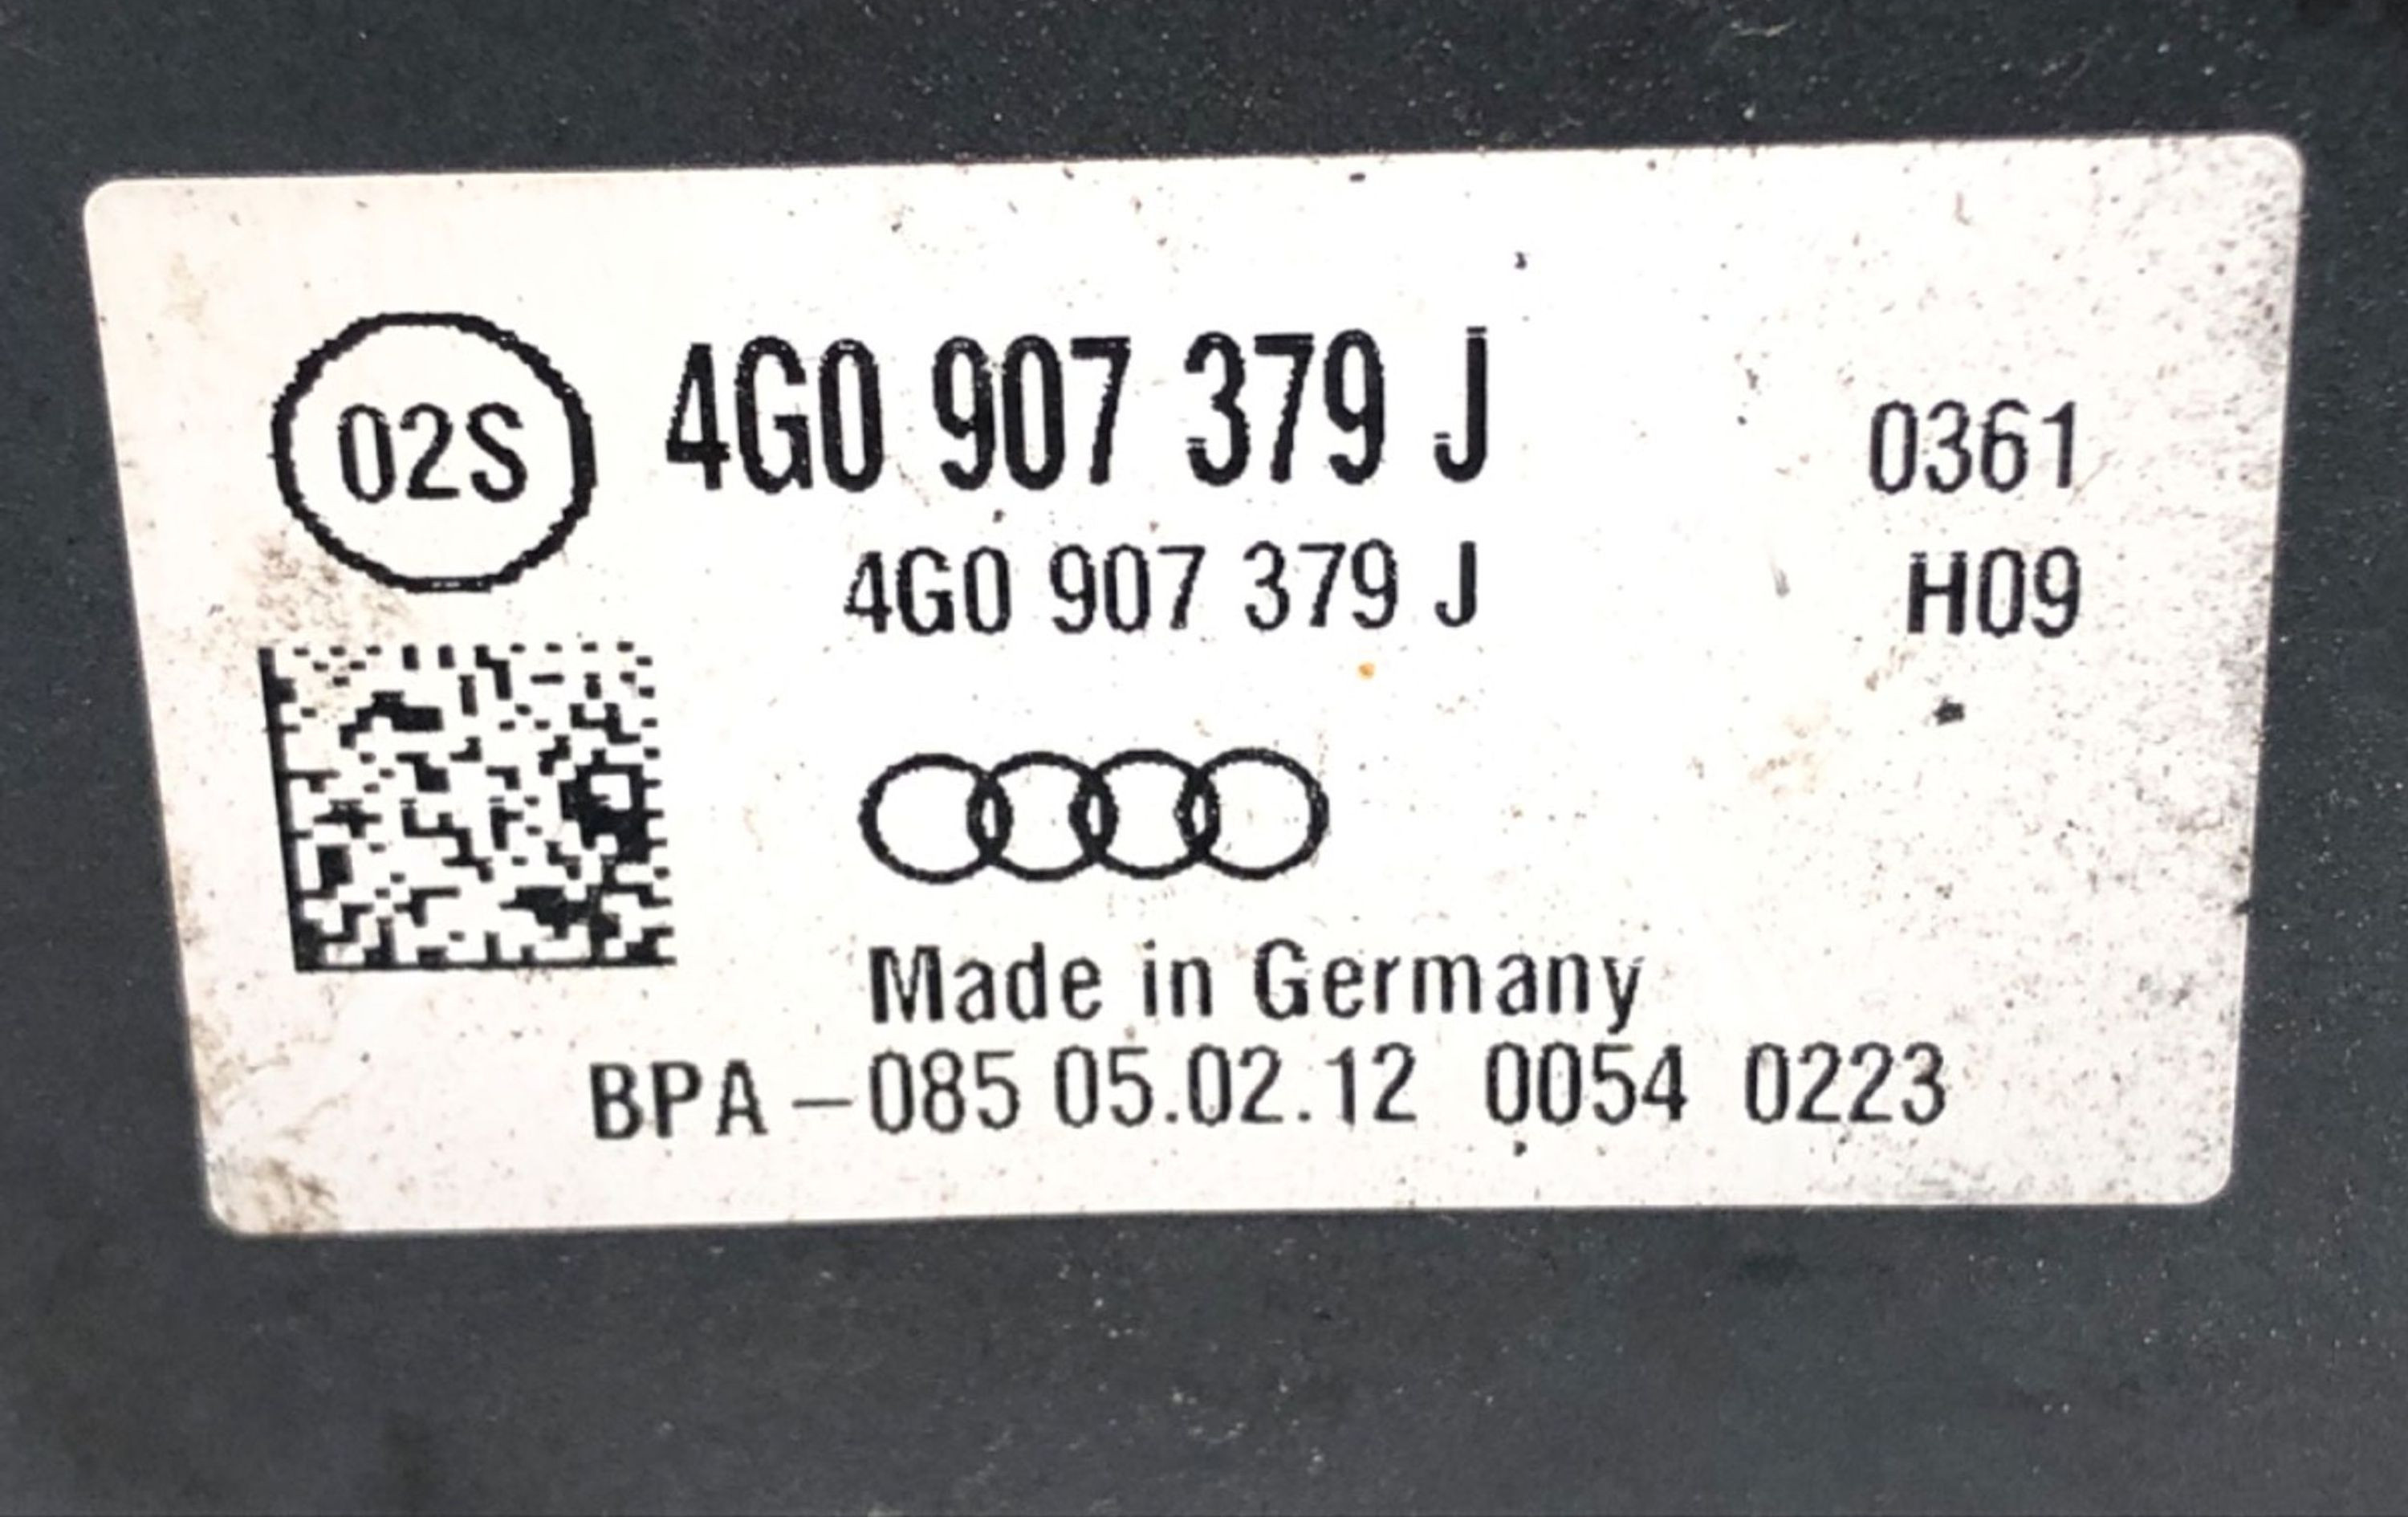 02S 4G0 907 379 J 0361
4G0 907 379 J H09
Made in Germany
BPA –085 05.02.12 0054 0223